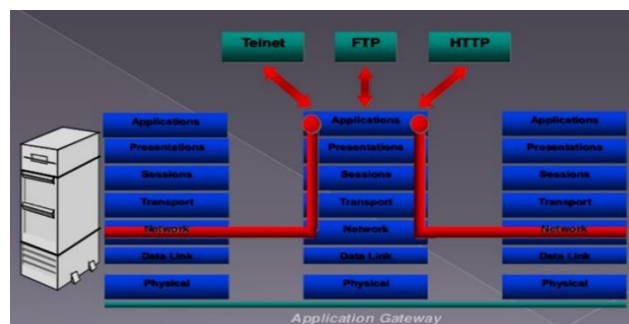 Telnet FTP HTTP
Applications Applications Applications
Presentations Presentations Presentations
Sessions Sessions Sessions
Transport Transport Transport
Network Network Network
Data Link Data Link Data Link
Physical Physical Physical
Application Gateway